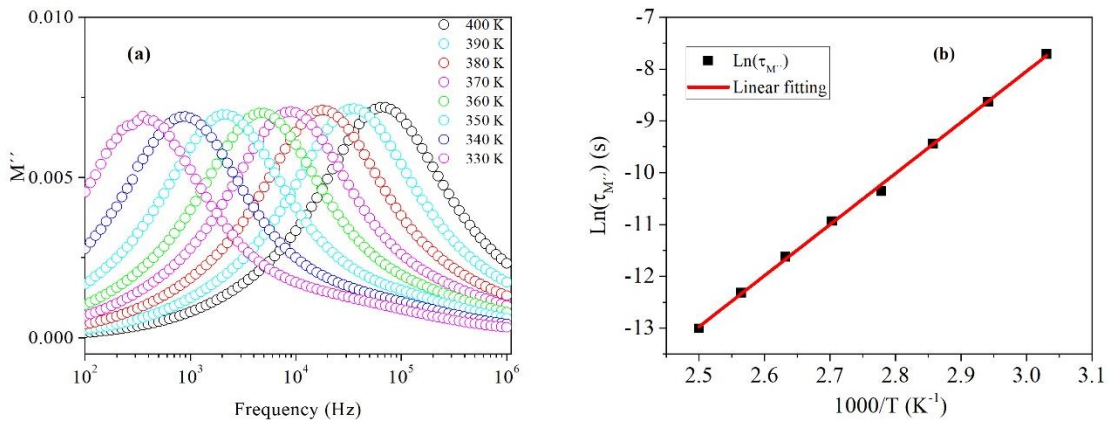 0.010
(a)
400 K
390 K
380 K
370 K
360 K
350 K
340 K
330 K
M´´
0.005
0.000
10²
10³
10⁴
10⁵
10⁶
Frequency (Hz)
-7
(b)
Ln(τM´´)
Linear fitting
-8
-9
-10
-11
-12
-13
Ln(τM´´) (s)
2.5
2.6
2.7
2.8
2.9
3.0
3.1
1000/T (K⁻¹)